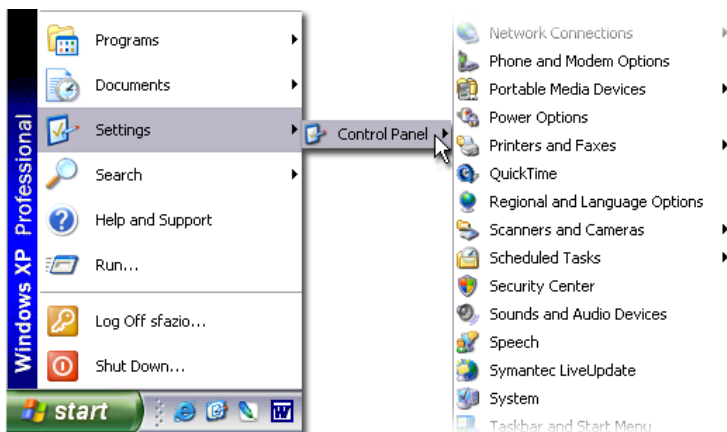 Programs
Documents
Settings
Search
Help and Support
Run...
Log Off sfazio...
Shut Down...
Windows XP Professional
start
Control Panel
Network Connections
Phone and Modem Options
Portable Media Devices
Power Options
Printers and Faxes
QuickTime
Regional and Language Options
Scanners and Cameras
Scheduled Tasks
Security Center
Sounds and Audio Devices
Speech
Symantec LiveUpdate
System
Taskbar and Start Menu